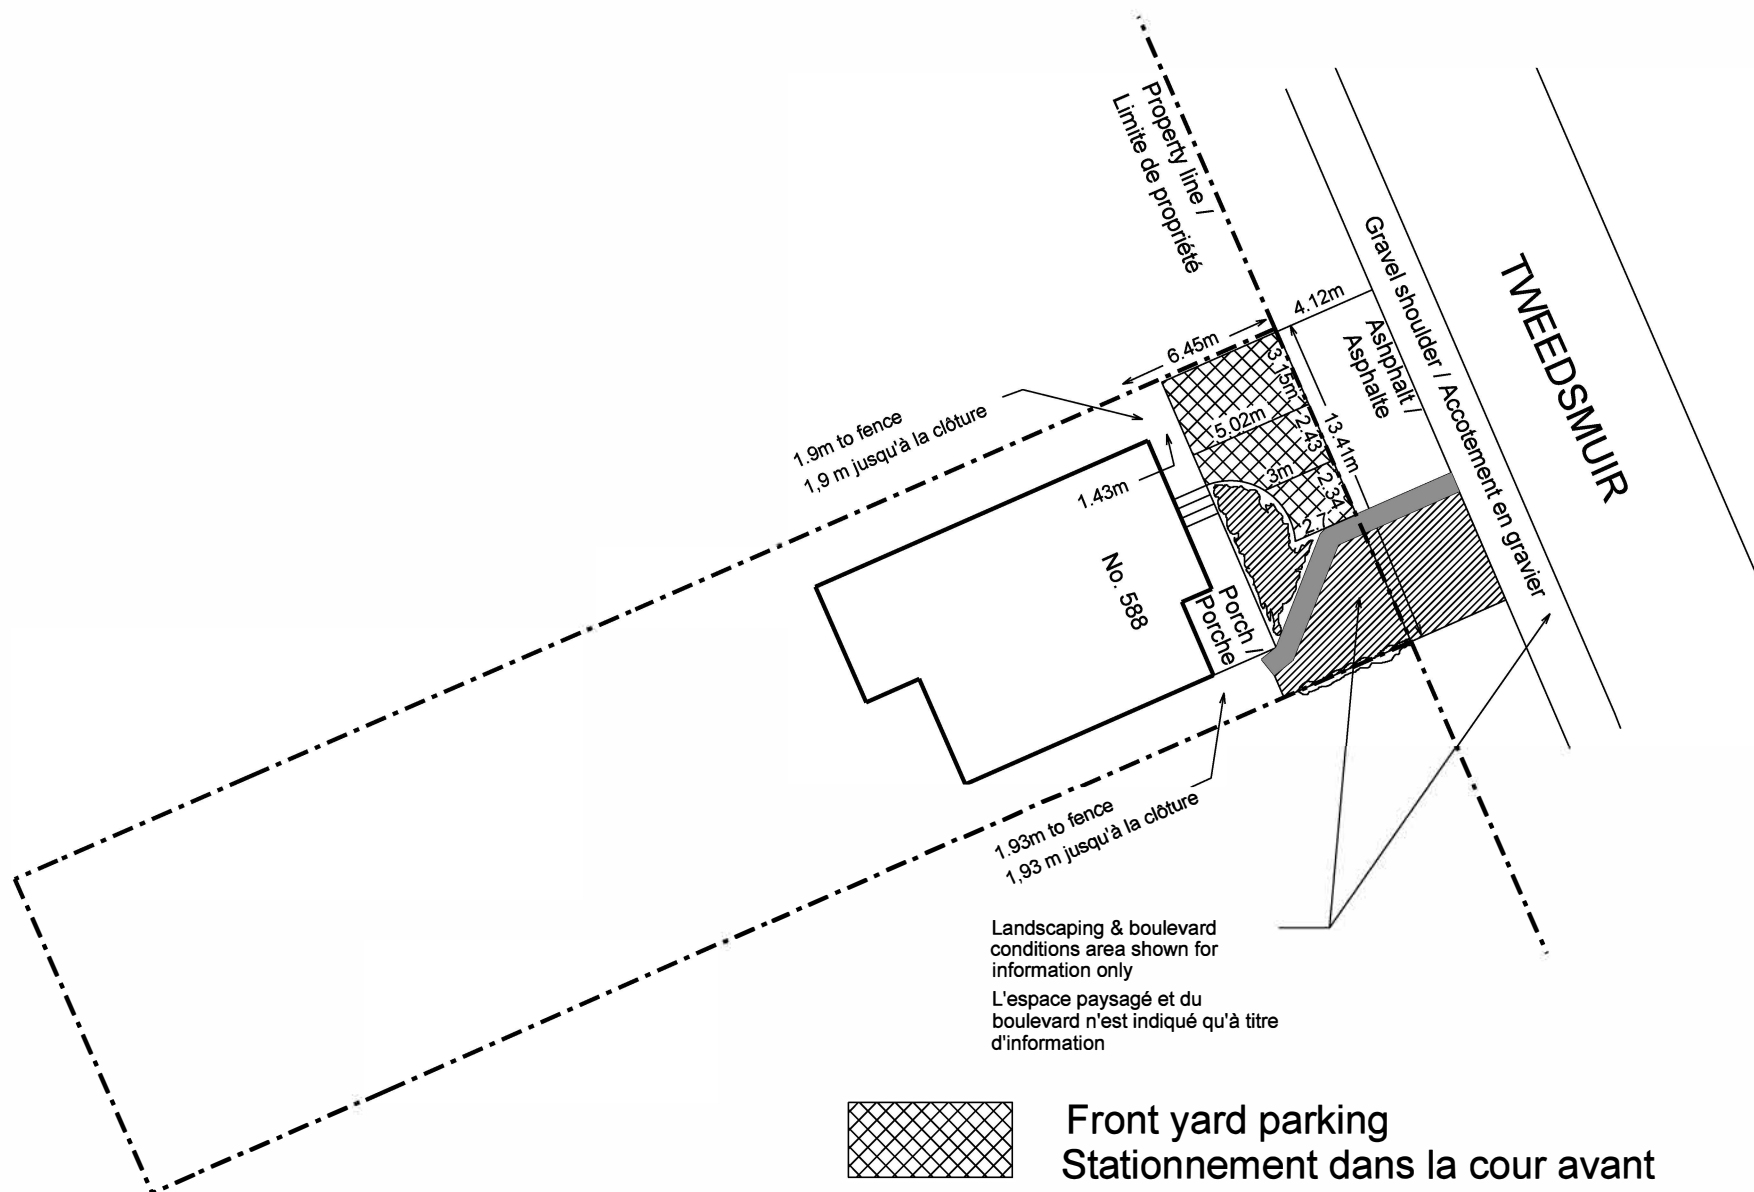 Property line /
Limite de propriété
TWEEDSMUIR
Gravel shoulder / Accotement en gravier
Ashphalt /
Asphalte
4.12m
6.45m
3.15m
13.41m
5.02m
2.43
3m
2.34
2.7
1.9m to fence
1,9 m jusqu'à la clôture
1.43m
No. 588
Porch /
Porche
1.93m to fence
1,93 m jusqu'à la clôture
Landscaping & boulevard
conditions area shown for
information only
L'espace paysagé et du
boulevard n'est indiqué qu'à titre
d'information
Front yard parking
Stationnement dans la cour avant